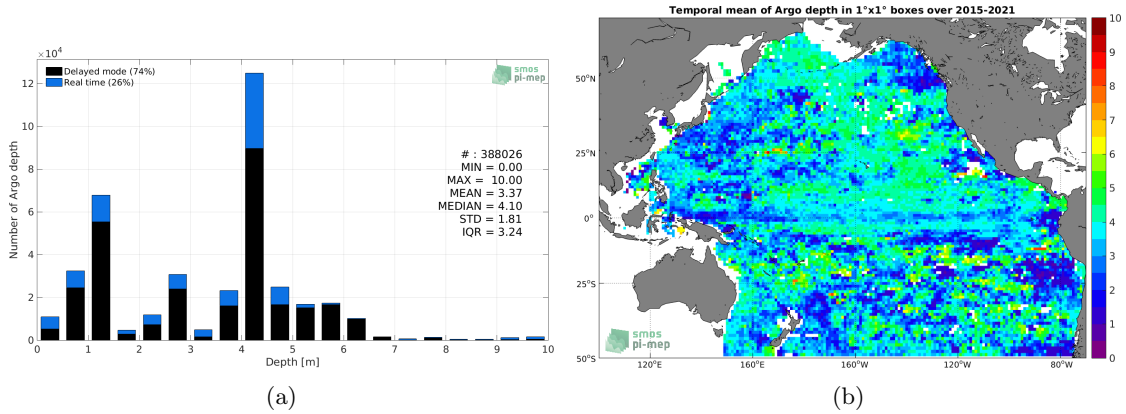 ×10⁴
Delayed mode (74%)
Real time (26%)
smos
pi-mep
# : 388026
MIN = 0.00
MAX = 10.00
MEAN = 3.37
MEDIAN = 4.10
STD = 1.81
IQR = 3.24
12
10
8
6
4
2
0
Number of Argo depth
0 1 2 3 4 5 6 7 8 9 10
Depth [m]
(a)
Temporal mean of Argo depth in 1°x1° boxes over 2015-2021
50°N
25°N
0°
25°S
50°S
120°E 160°E 160°W 120°W 80°W
smos
pi-mep
10
9
8
7
6
5
4
3
2
1
0
(b)